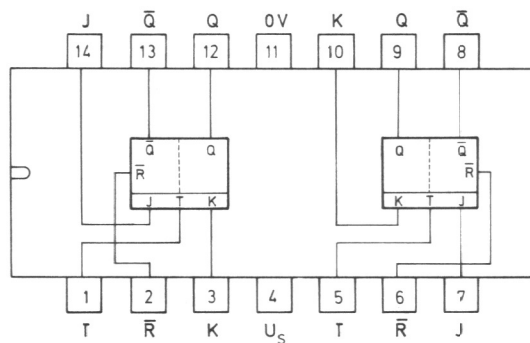 J Q̅ Q 0V K Q Q̅
14 13 12 11 10 9 8
Q̅ Q Q Q̅
R̅ R̅
J T K K T J
1 2 3 4 5 6 7
T R̅ K U_S T R̅ J